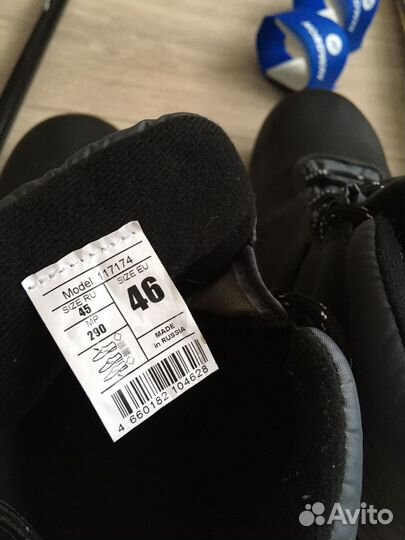 Model: 117174
SIZE RU
45
MP
290
SIZE EU
46
MADE
in RUSSIA
4 660182 104628
Avito